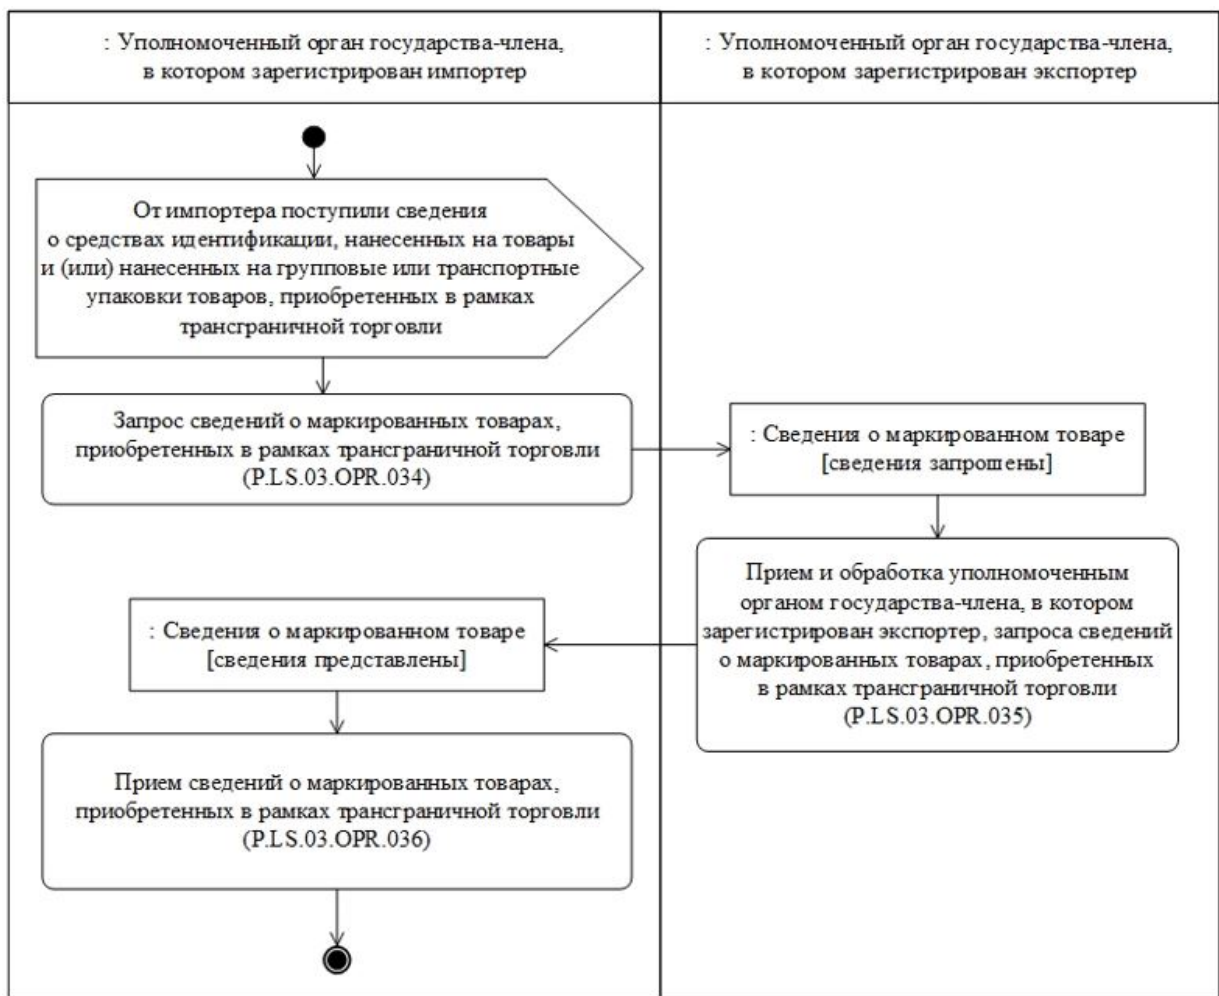 : Уполномоченный орган государства-члена,
в котором зарегистрирован импортер
: Уполномоченный орган государства-члена,
в котором зарегистрирован экспортер
От импортера поступили сведения
о средствах идентификации, нанесенных на товары
и (или) нанесенных на групповые или транспортные
упаковки товаров, приобретенных в рамках
трансграничной торговли
Запрос сведений о маркированных товарах,
приобретенных в рамках трансграничной торговли
(P.LS.03.OPR.034)
: Сведения о маркированном товаре
[сведения запрошены]
Прием и обработка уполномоченным
органом государства-члена, в котором
зарегистрирован экспортер, запроса сведений
о маркированных товарах, приобретенных
в рамках трансграничной торговли
(P.LS.03.OPR.035)
: Сведения о маркированном товаре
[сведения представлены]
Прием сведений о маркированных товарах,
приобретенных в рамках трансграничной торговли
(P.LS.03.OPR.036)